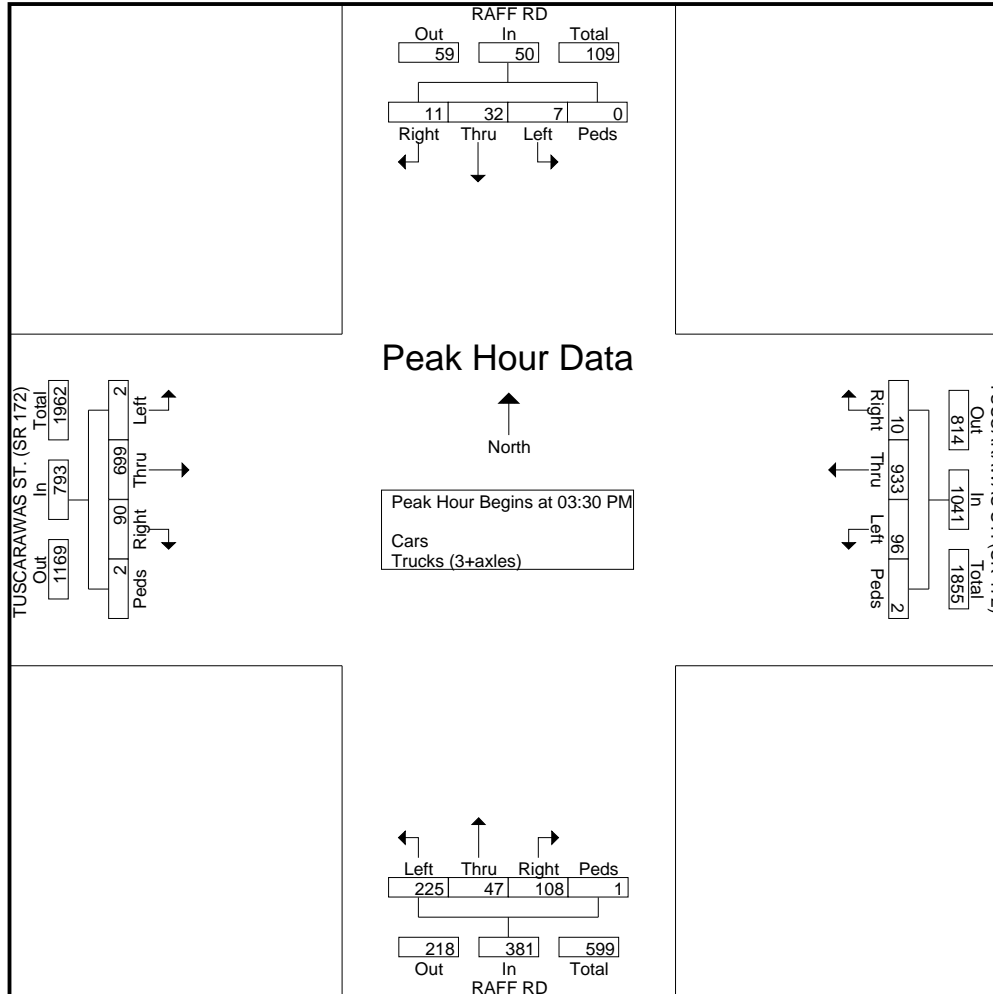 RAFF RD
Out In Total
59 50 109
11 32 7 0
Right Thru Left Peds
Peak Hour Data
North
Peak Hour Begins at 03:30 PM
Cars
Trucks (3+axles)
TUSCARAWAS ST. (SR 172)
Out In Total
1169 793 1962
2 90 699 2
Peds Right Thru Left
Out In Total
814 1041 1855
10 933 96 2
Right Thru Left Peds
Left Thru Right Peds
225 47 108 1
218 381 599
Out In Total
RAFF RD